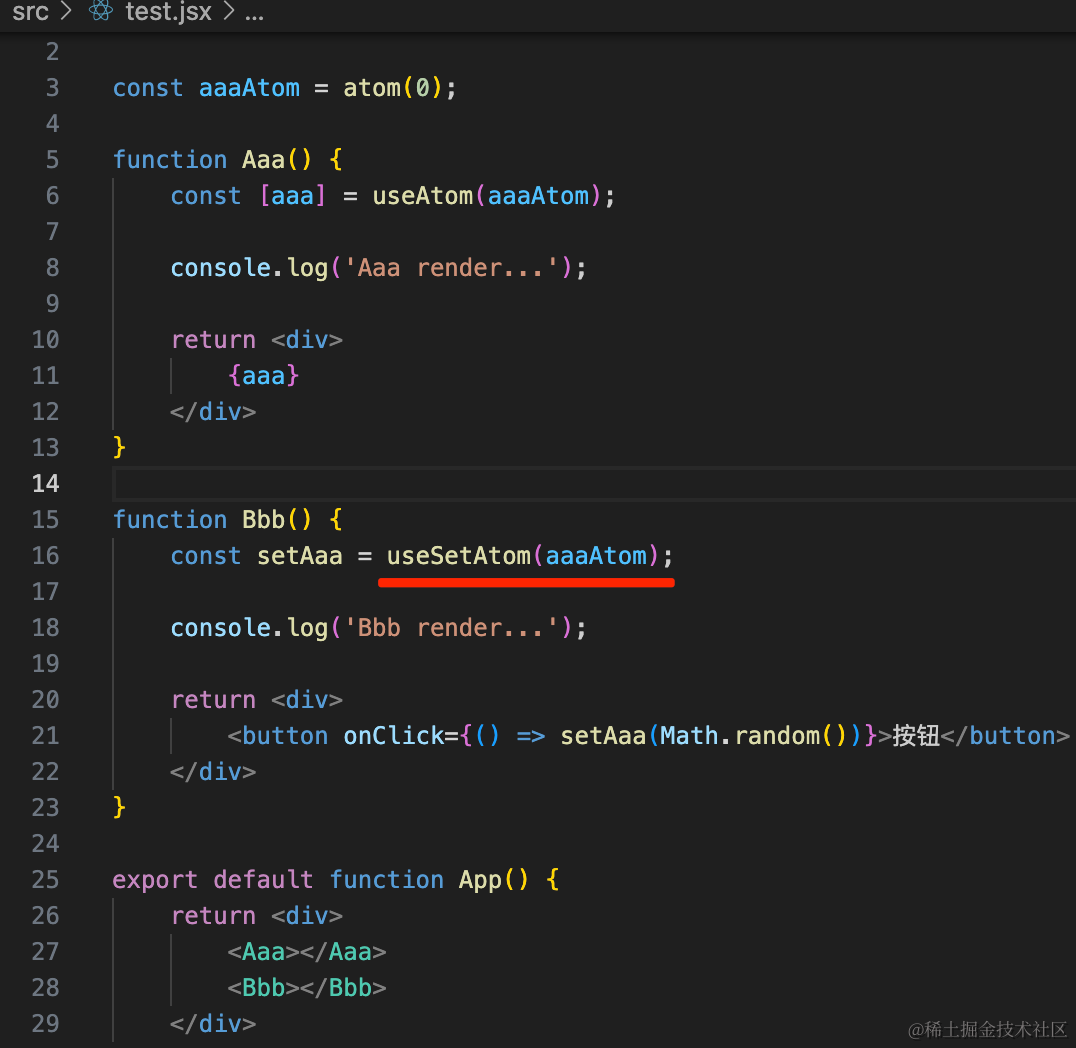 src > test.jsx > ...
2
3 const aaaAtom = atom(0);
4
5 function Aaa() {
6     const [aaa] = useAtom(aaaAtom);
7
8     console.log('Aaa render...');
9
10     return <div>
11         {aaa}
12     </div>
13 }
14
15 function Bbb() {
16     const setAaa = useSetAtom(aaaAtom);
17
18     console.log('Bbb render...');
19
20     return <div>
21         <button onClick={() => setAaa(Math.random())}>按钮</button>
22     </div>
23 }
24
25 export default function App() {
26     return <div>
27         <Aaa></Aaa>
28         <Bbb></Bbb>
29     </div>
@稀土掘金技术社区